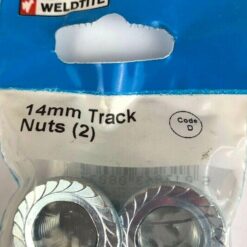 WELDTITE
14mm Track
Nuts (2)
Code
D